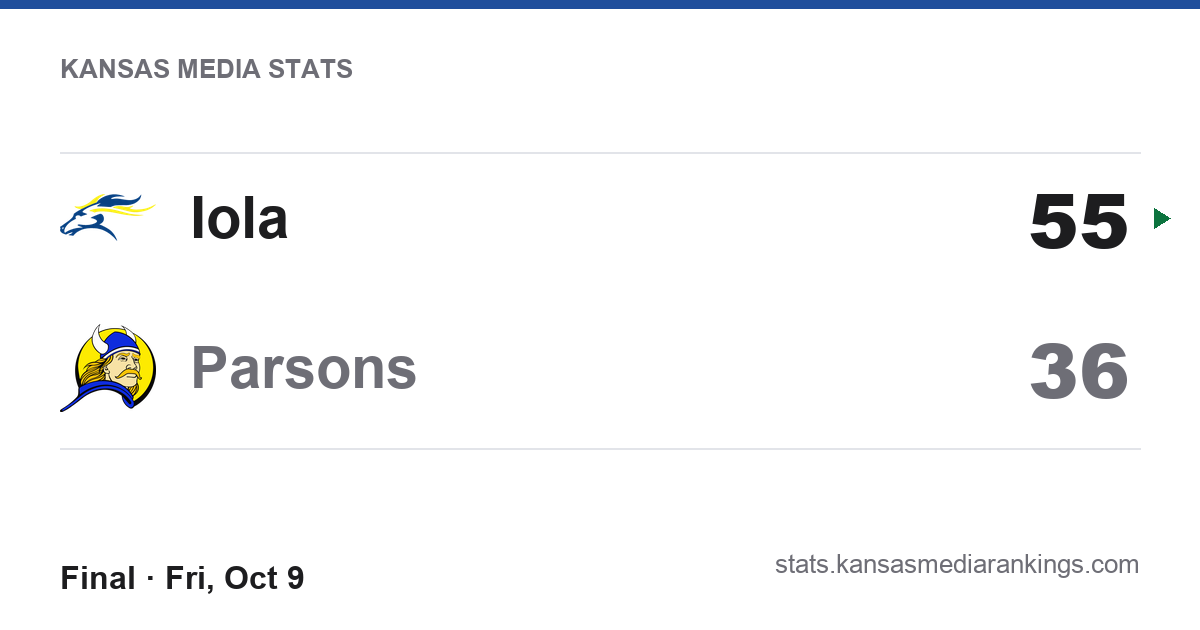 KANSAS MEDIA STATS
Iola 55
Parsons 36
Final · Fri, Oct 9
stats.kansasmediarankings.com